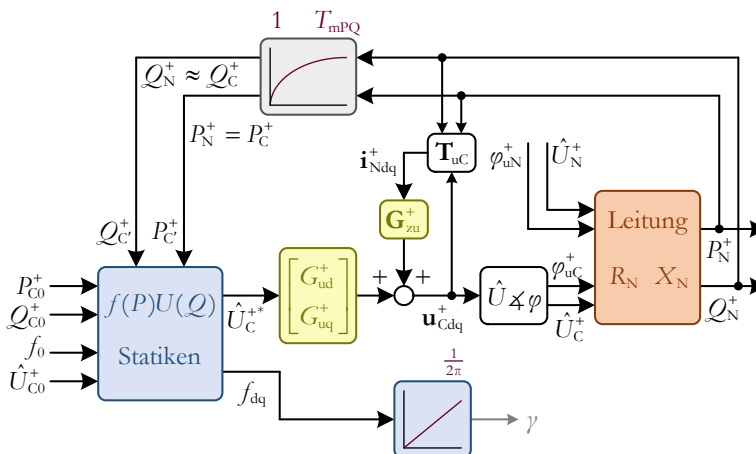 1 T_mPQ
Q_N^+ ≈ Q_C^+
P_N^+ = P_C^+
T_uC
i_Ndq^+
φ_uN^+ Û_N^+
G_zu^+
Leitung
R_N X_N
P_N^+
Q_N^+
Q_C'^+ P_C'^+
P_C0^+
Q_C0^+
f_0
Û_C0^+
f(P)U(Q)
Statiken
Û_C^+*
G_ud^+
G_uq^+
+ +
u_Cdq^+
Û∡φ
φ_uC^+
Û_C^+
f_dq
1/2π
γ